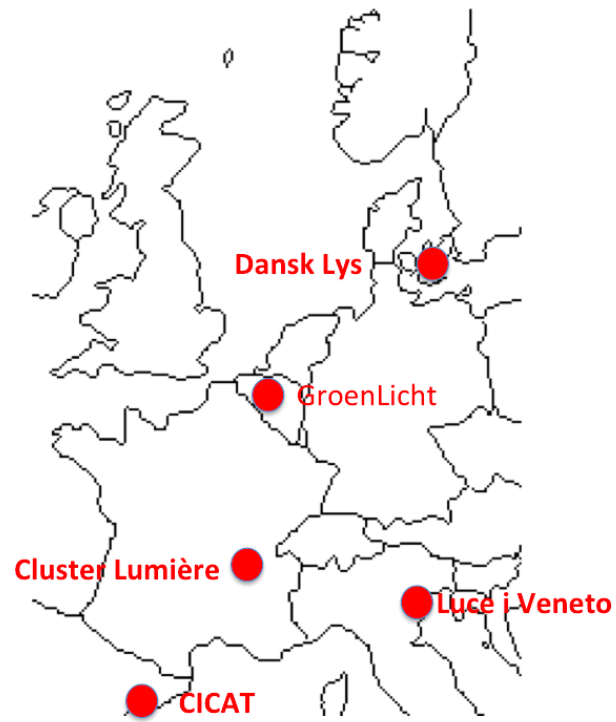 Dansk Lys
GroenLicht
Cluster Lumière
Luce i Veneto
CICAT